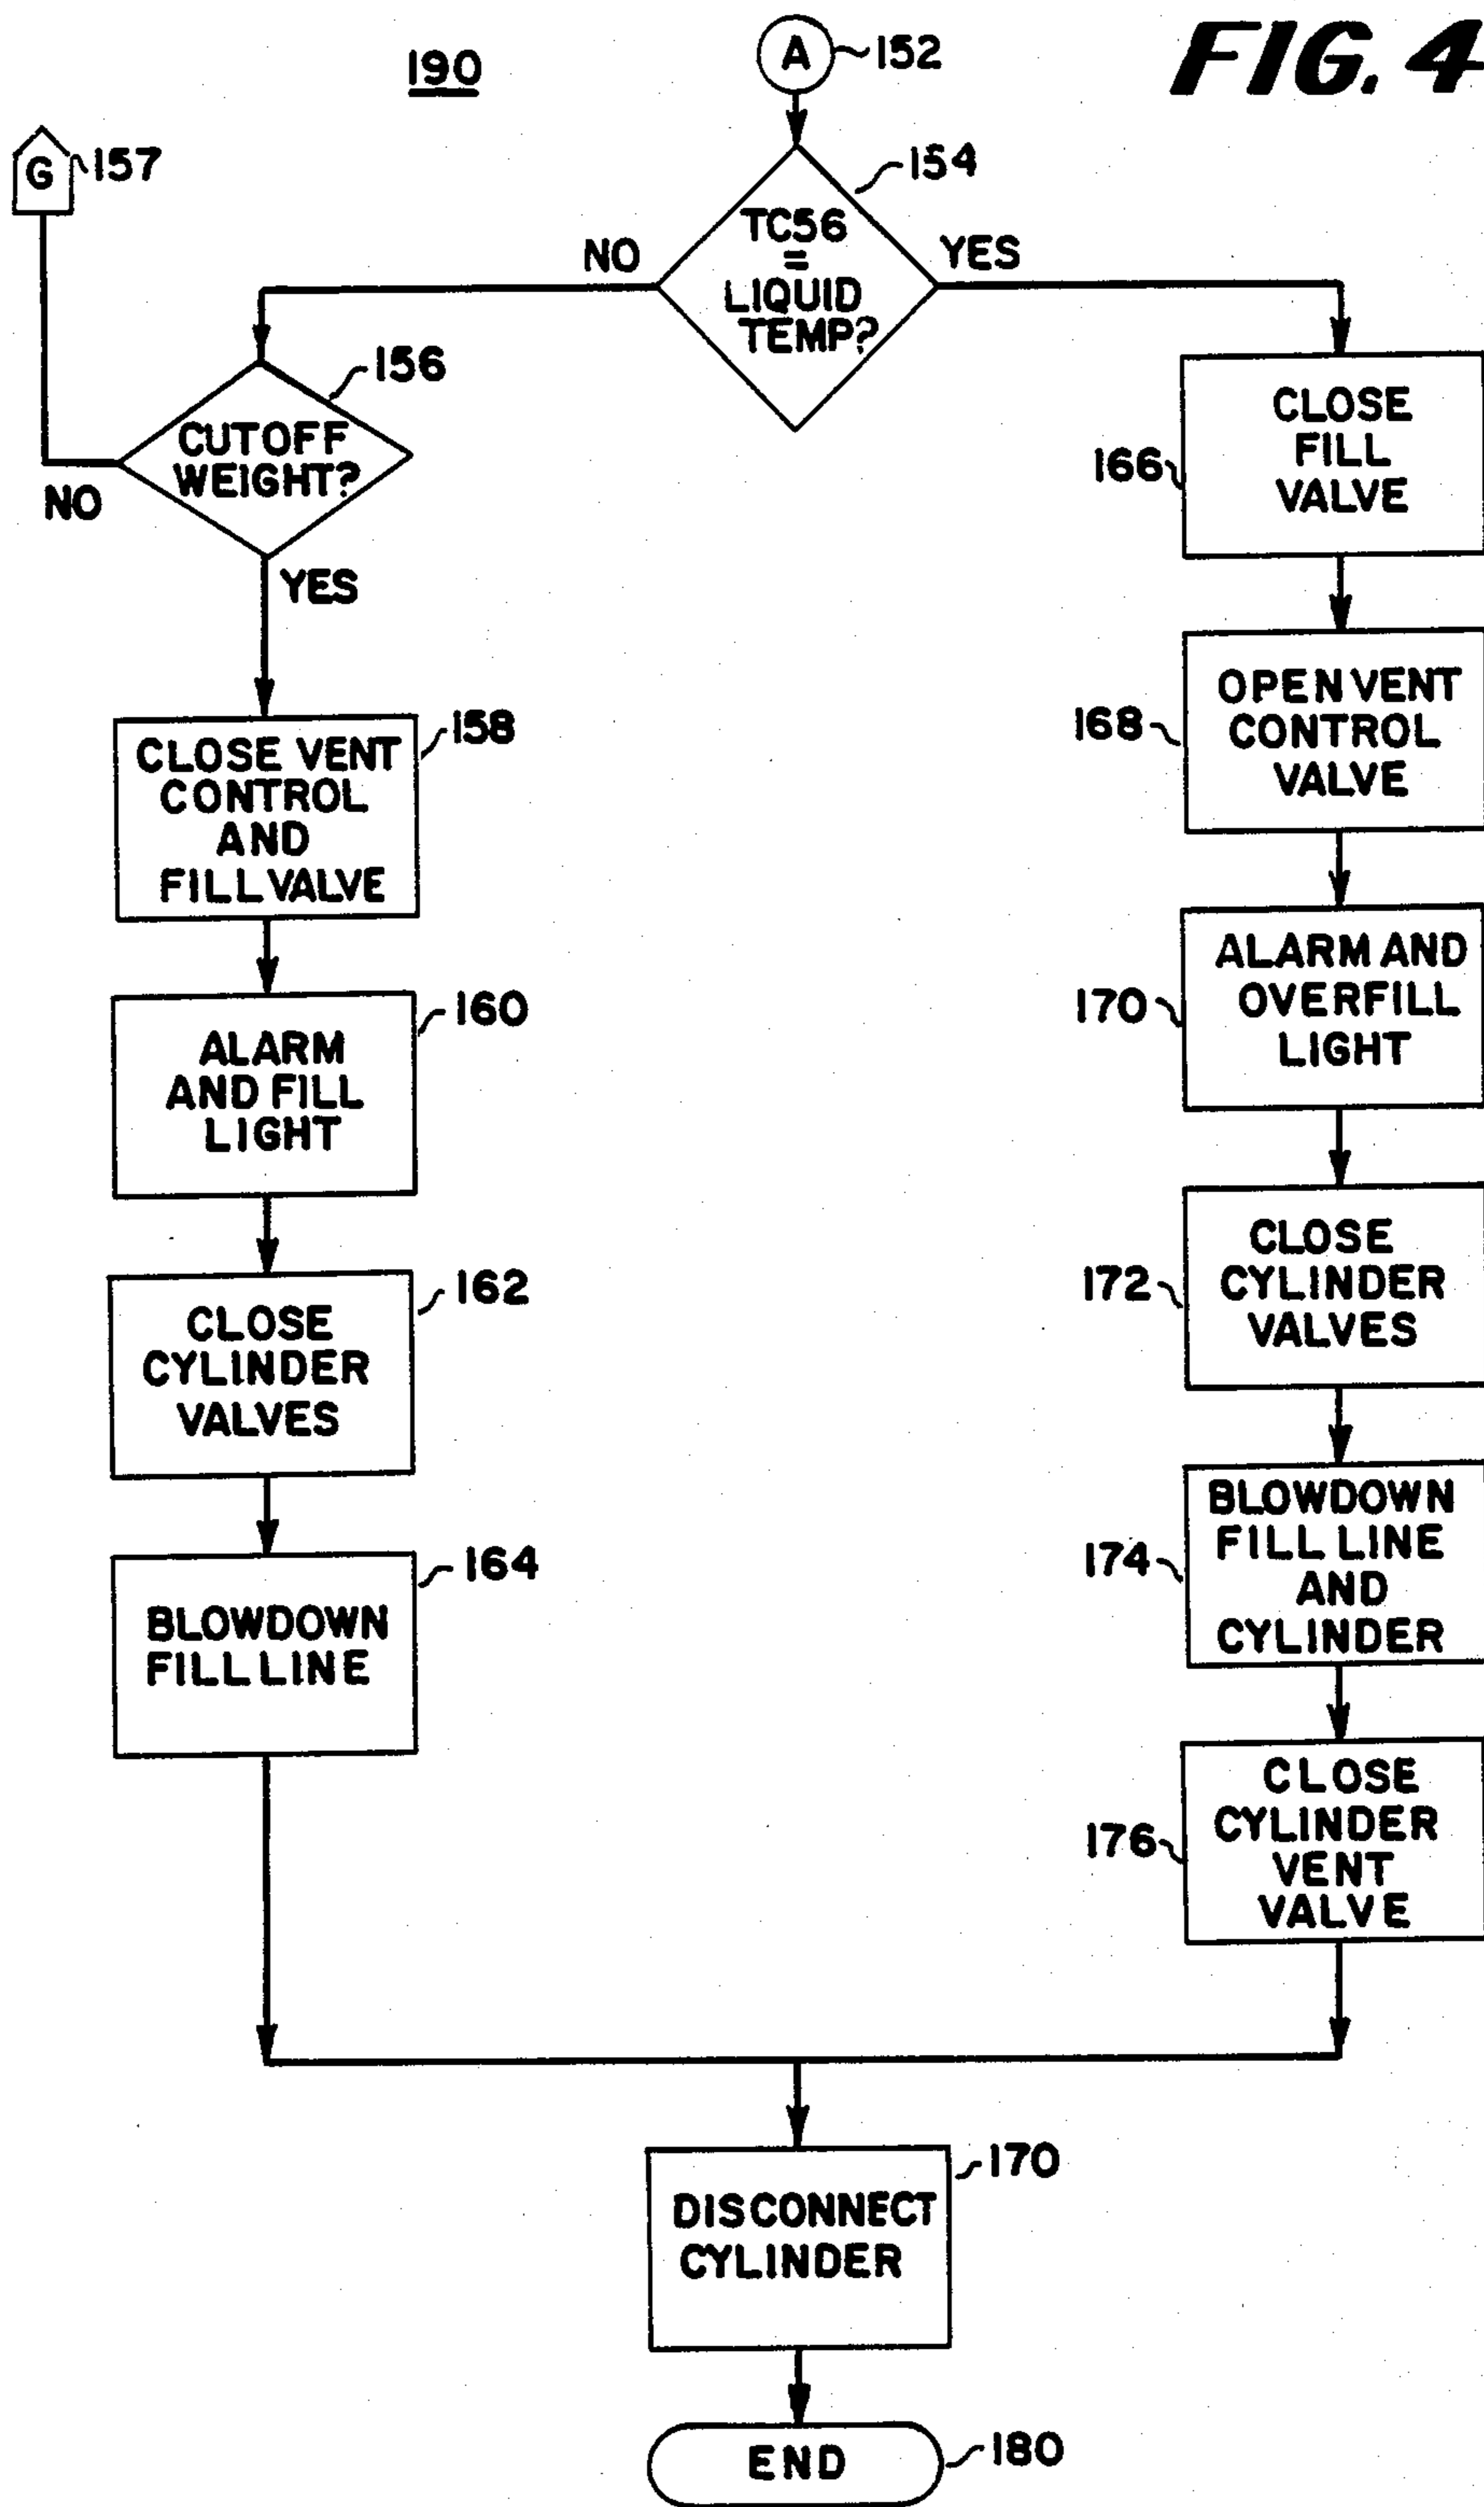 FIG. 4
190
A
152
G
157
154
TC56
=
LIQUID
TEMP?
NO
YES
156
CUTOFF
WEIGHT?
NO
YES
158
CLOSE VENT
CONTROL
AND
FILL VALVE
160
ALARM
AND FILL
LIGHT
162
CLOSE
CYLINDER
VALVES
164
BLOWDOWN
FILL LINE
166
CLOSE
FILL
VALVE
168
OPEN VENT
CONTROL
VALVE
170
ALARM AND
OVERFILL
LIGHT
172
CLOSE
CYLINDER
VALVES
174
BLOWDOWN
FILL LINE
AND
CYLINDER
176
CLOSE
CYLINDER
VENT
VALVE
170
DISCONNECT
CYLINDER
END
180